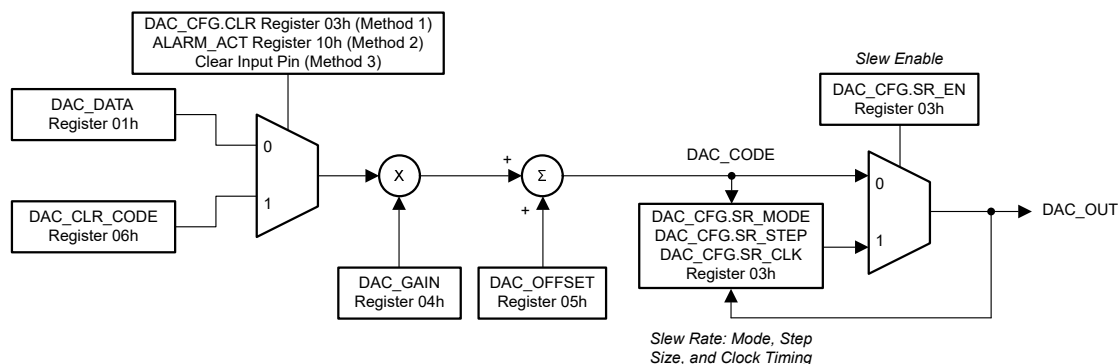 DAC_CFG.CLR Register 03h (Method 1)
ALARM_ACT Register 10h (Method 2)
Clear Input Pin (Method 3)
Slew Enable
DAC_CFG.SR_EN
Register 03h
DAC_DATA
Register 01h
0
1
DAC_CLR_CODE
Register 06h
X
+
+
Σ
DAC_CODE
0
1
DAC_OUT
DAC_CFG.SR_MODE
DAC_CFG.SR_STEP
DAC_CFG.SR_CLK
Register 03h
DAC_GAIN
Register 04h
DAC_OFFSET
Register 05h
Slew Rate: Mode, Step
Size, and Clock Timing